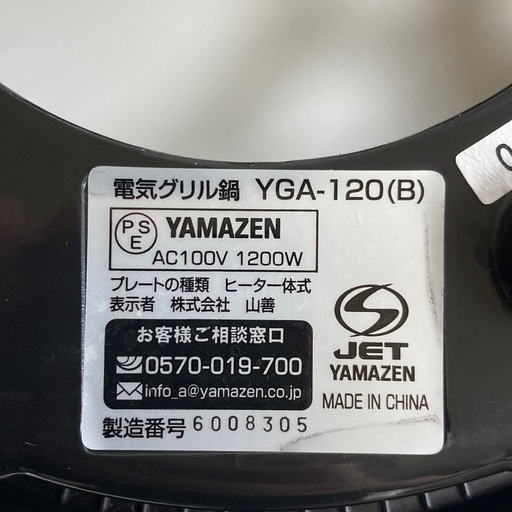 電気グリル鍋 YGA-120(B)
PSE YAMAZEN
AC100V 1200W
プレートの種類 ヒーター体式
表示者 株式会社 山善
お客様ご相談窓口
0570-019-700
info_a@yamazen.co.jp
製造番号 6008305
S
JET
YAMAZEN
MADE IN CHINA
0